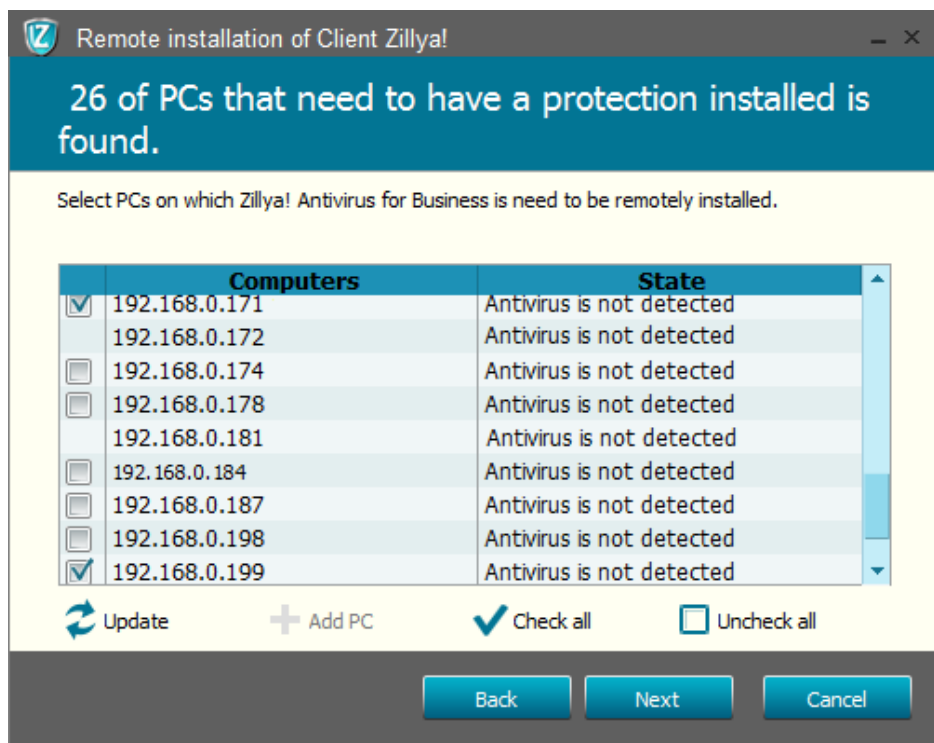 Z
Remote installation of Client Zillya!
26 of PCs that need to have a protection installed is
found.
Select PCs on which Zillya! Antivirus for Business is need to be remotely installed.
Computers State
192.168.0.171 Antivirus is not detected
192.168.0.172 Antivirus is not detected
192.168.0.174 Antivirus is not detected
192.168.0.178 Antivirus is not detected
192.168.0.181 Antivirus is not detected
192.168.0.184 Antivirus is not detected
192.168.0.187 Antivirus is not detected
192.168.0.198 Antivirus is not detected
192.168.0.199 Antivirus is not detected
Update Add PC Check all Uncheck all
Back Next Cancel